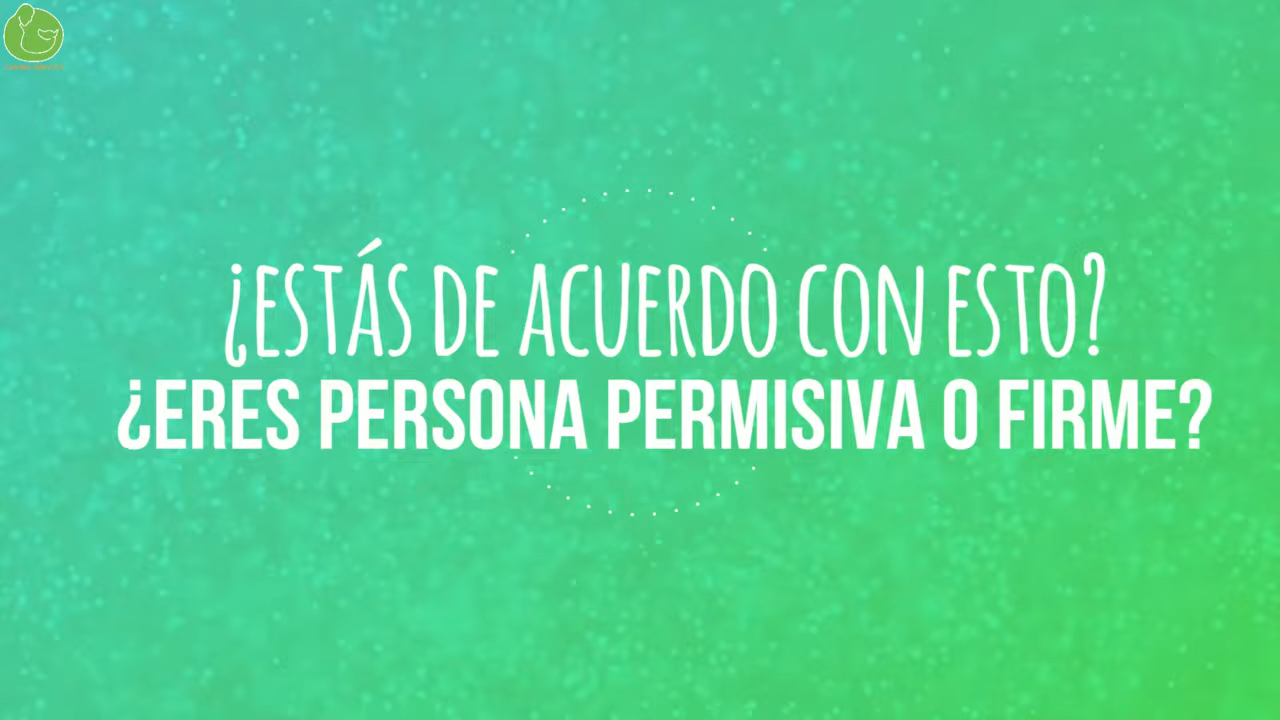 ¿ESTÁS DE ACUERDO CON ESTO?
¿ERES PERSONA PERMISIVA O FIRME?